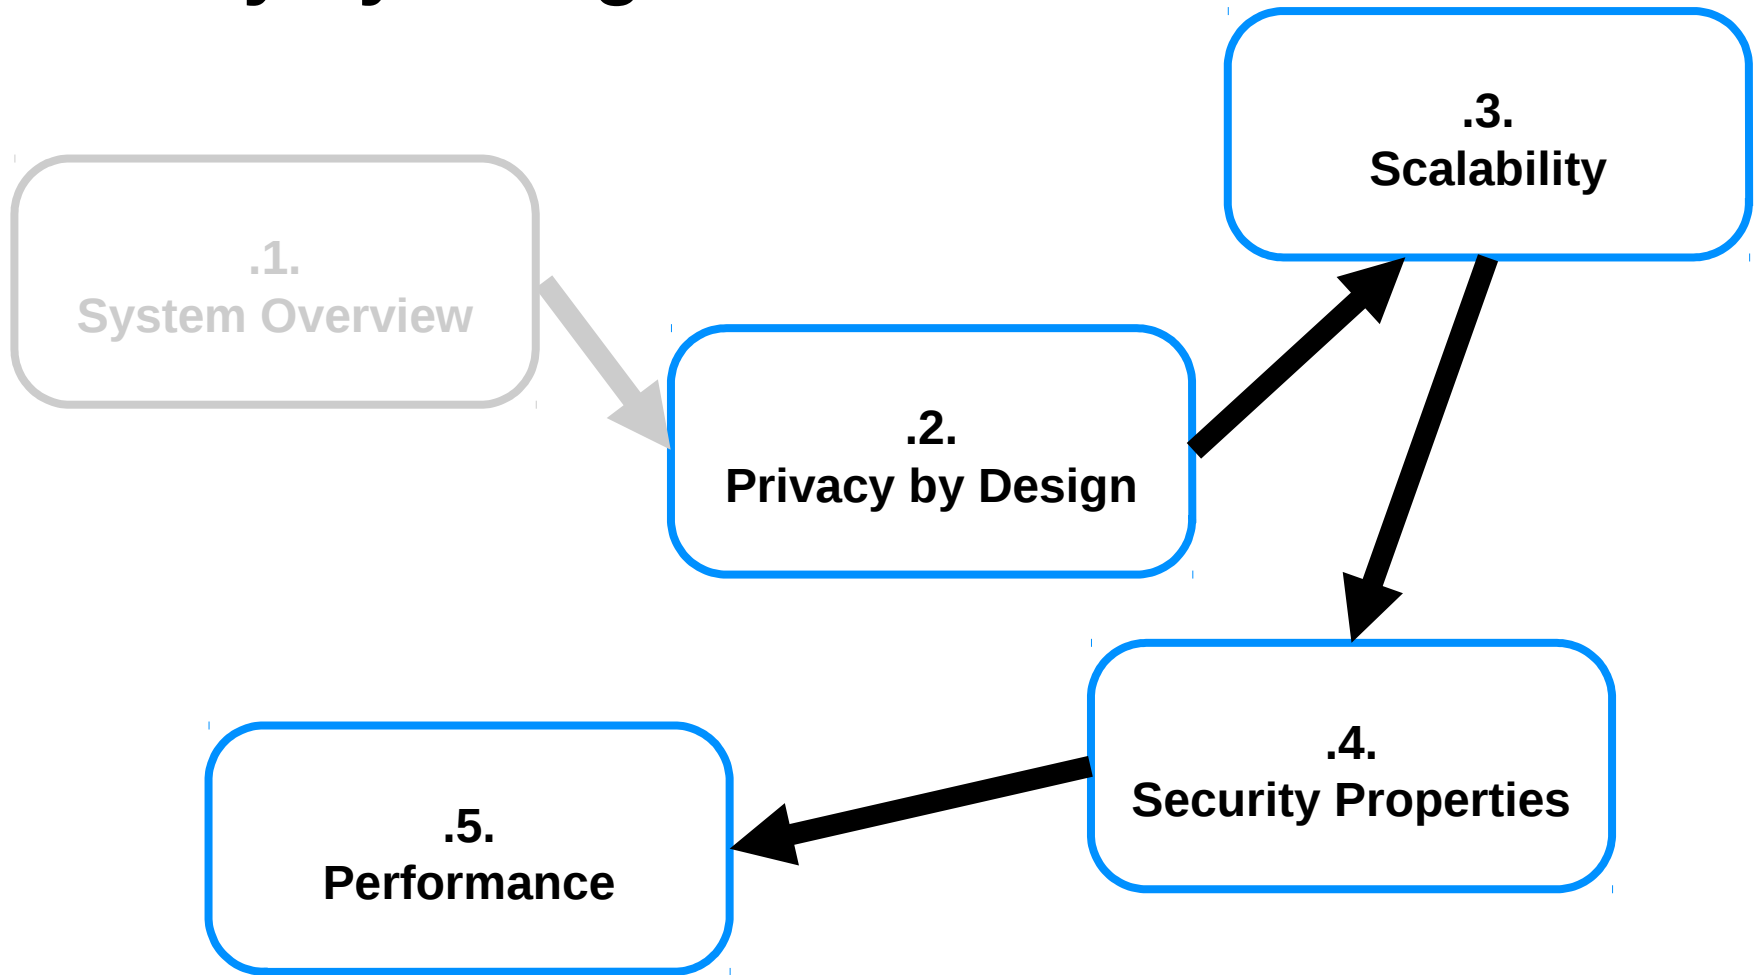 .1.
System Overview
.2.
Privacy by Design
.3.
Scalability
.4.
Security Properties
.5.
Performance